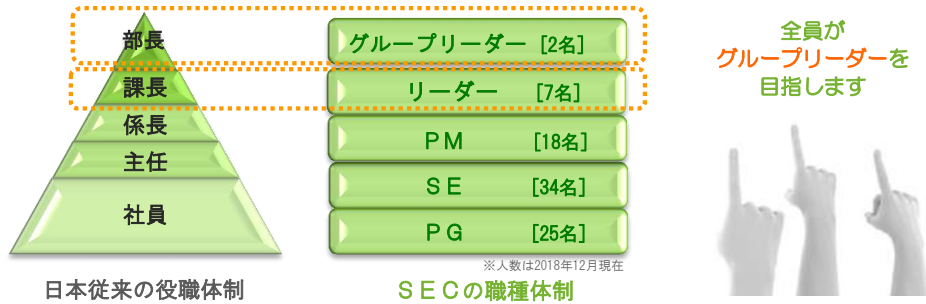 部長
課長
係長
主任
社員
日本従来の役職体制
グループリーダー [2名]
リーダー [7名]
ＰＭ [18名]
ＳＥ [34名]
ＰＧ [25名]
※人数は2018年12月現在
ＳＥＣの職種体制
全員が
グループリーダーを
目指します